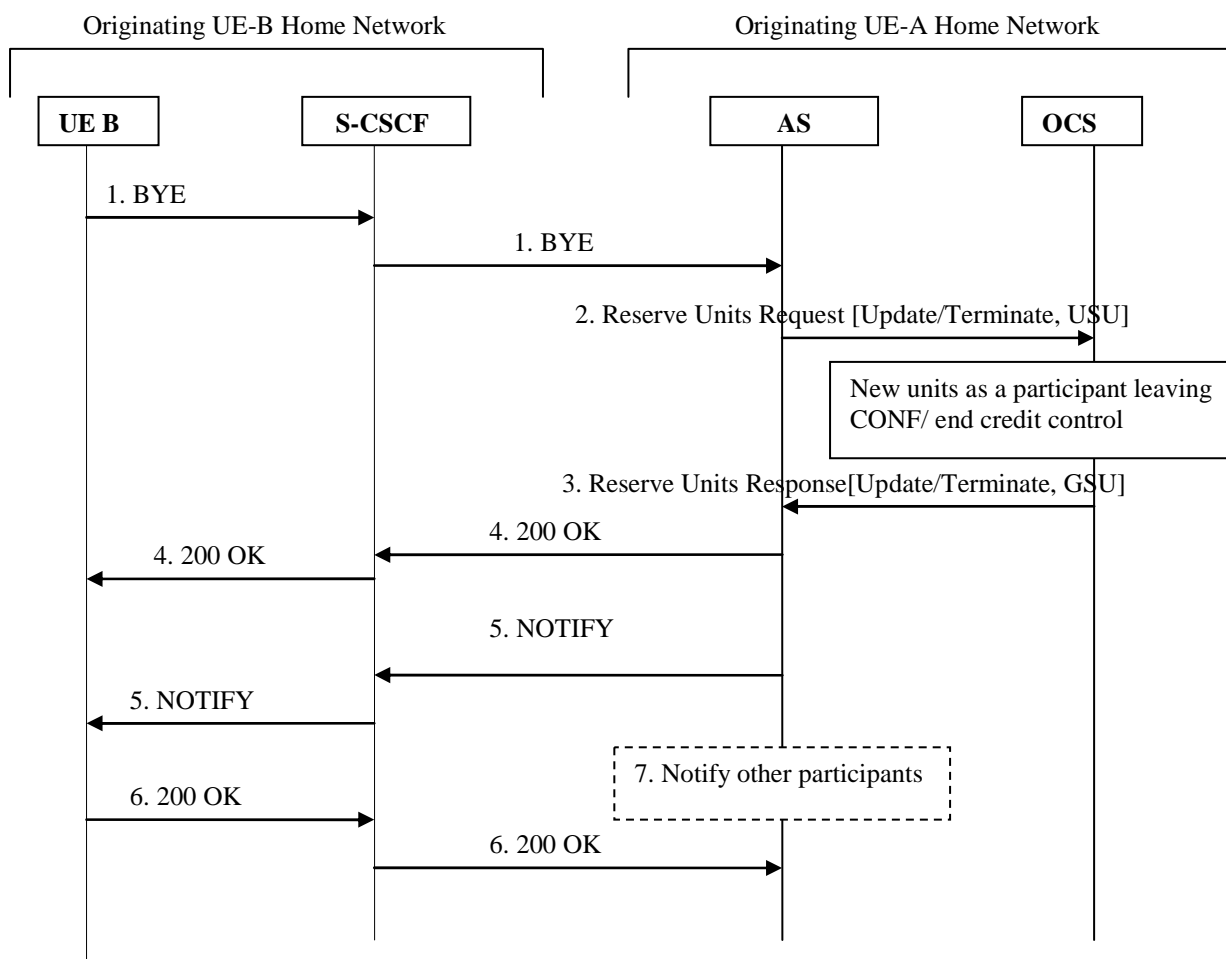 Originating UE-B Home Network
Originating UE-A Home Network
UE B
S-CSCF
AS
OCS
1. BYE
1. BYE
2. Reserve Units Request [Update/Terminate, USU]
New units as a participant leaving
CONF/ end credit control
3. Reserve Units Response[Update/Terminate, GSU]
4. 200 OK
4. 200 OK
5. NOTIFY
5. NOTIFY
7. Notify other participants
6. 200 OK
6. 200 OK